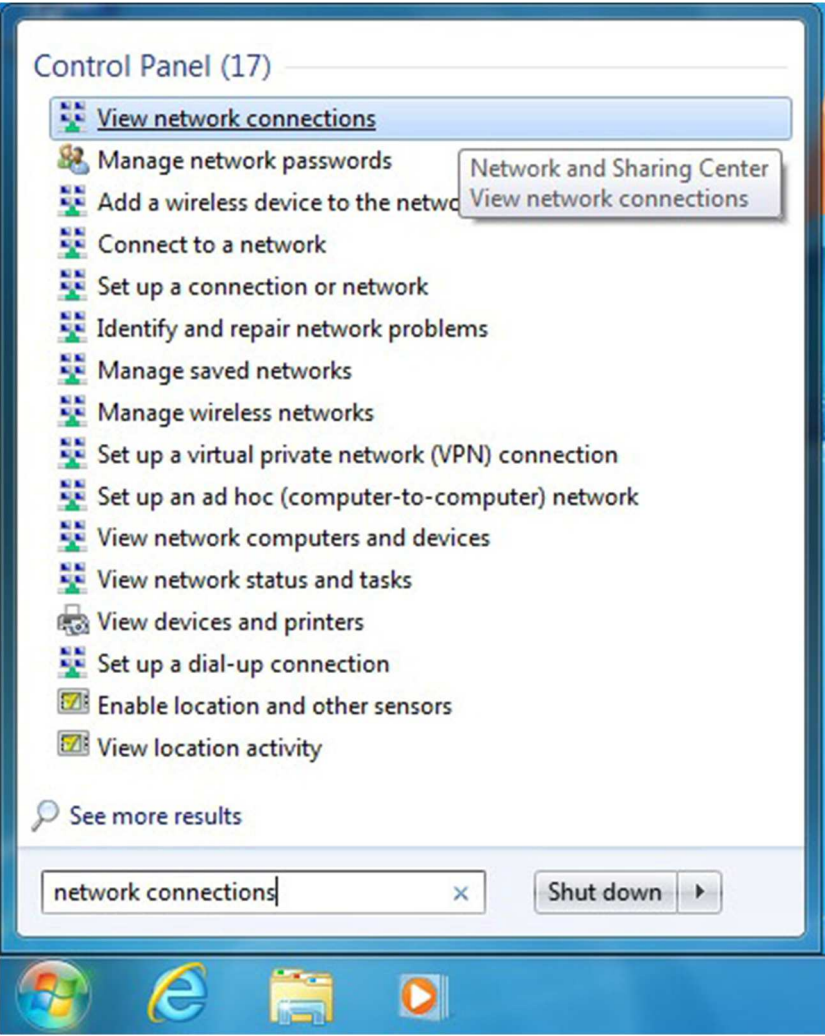 Control Panel (17)
View network connections
Manage network passwords
Network and Sharing Center
View network connections
Add a wireless device to the netwo
Connect to a network
Set up a connection or network
Identify and repair network problems
Manage saved networks
Manage wireless networks
Set up a virtual private network (VPN) connection
Set up an ad hoc (computer-to-computer) network
View network computers and devices
View network status and tasks
View devices and printers
Set up a dial-up connection
Enable location and other sensors
View location activity
See more results
network connections
Shut down